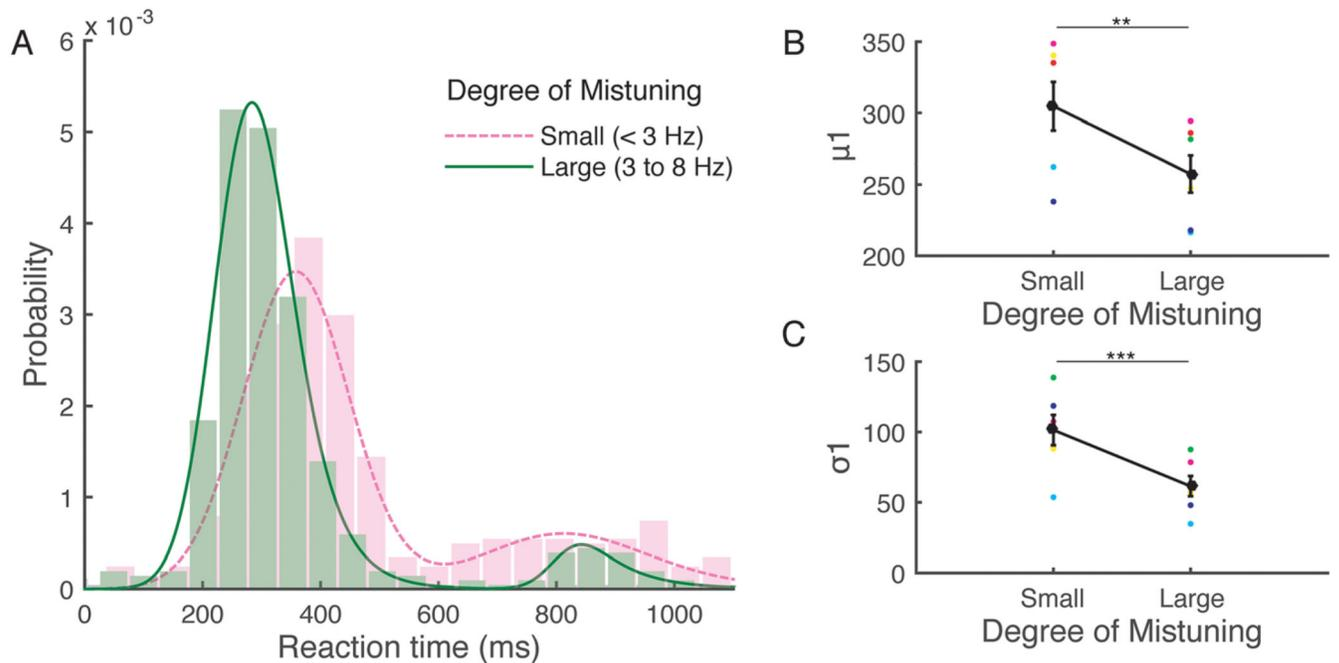 A
x 10-3
6
5
4
3
2
1
0
Probability
0 200 400 600 800 1000
Reaction time (ms)
Degree of Mistuning
Small (< 3 Hz)
Large (3 to 8 Hz)
B
**
350
300
250
200
μ1
Small Large
Degree of Mistuning
C
***
150
100
50
0
σ1
Small Large
Degree of Mistuning